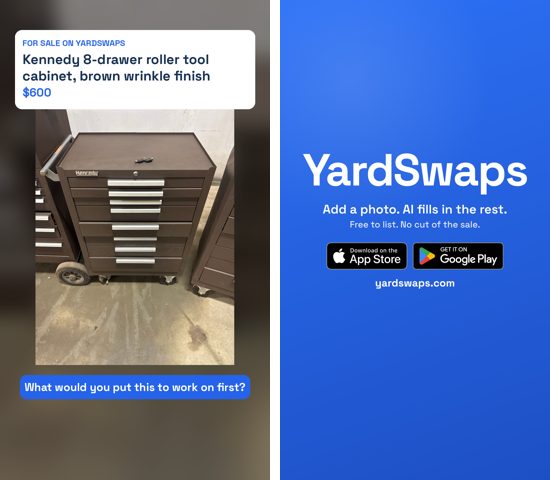 FOR SALE ON YARDSWAPS
Kennedy 8-drawer roller tool
cabinet, brown wrinkle finish
$600
Kennedy
What would you put this to work on first?
YardSwaps
Add a photo. AI fills in the rest.
Free to list. No cut of the sale.
Download on the
App Store
GET IT ON
Google Play
yardswaps.com